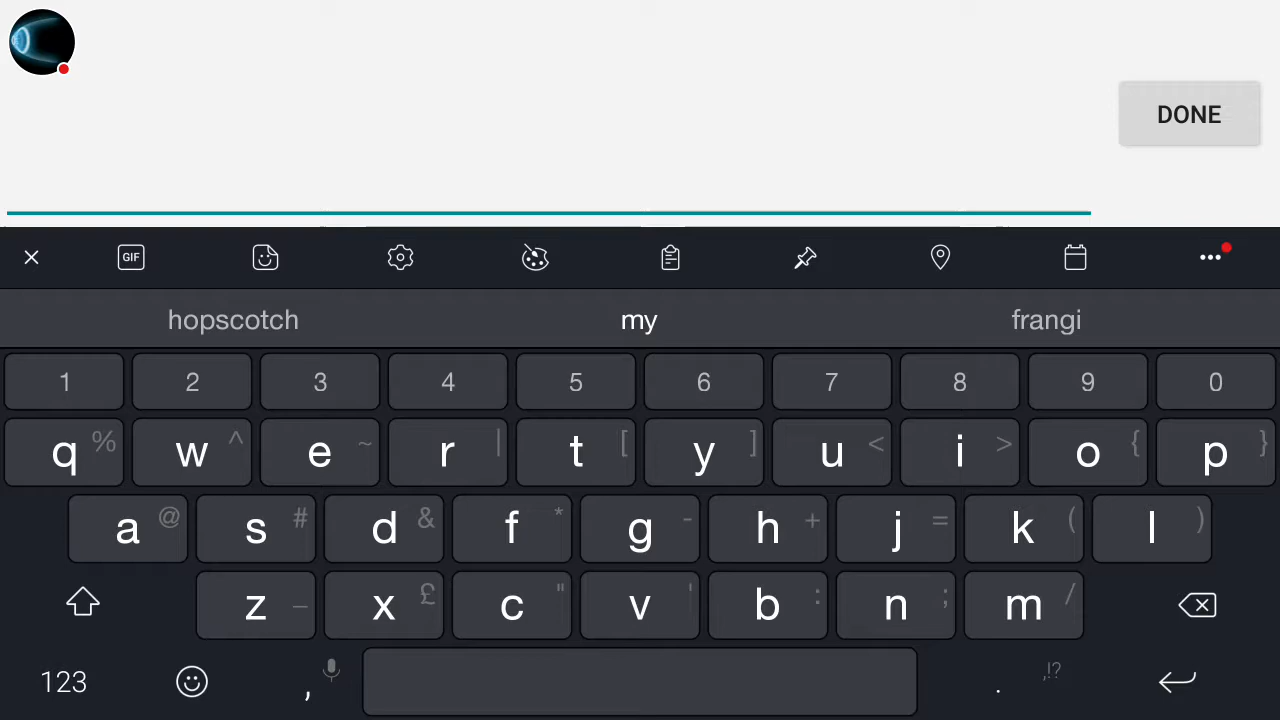 DONE
GIF
hopscotch my frangi
1 2 3 4 5 6 7 8 9 0
q % w ^ e ~ r | t [ y ] u < i > o { p }
a @ s # d & f * g - h + j = k ( l )
z _ x £ c " v ' b : n ; m /
123 , . ,!?